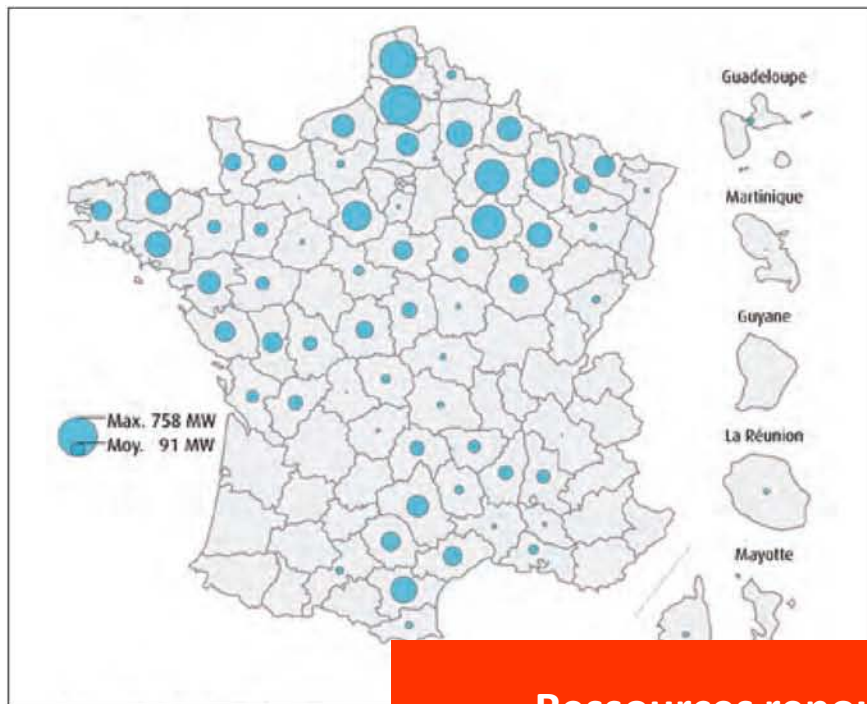 Guadeloupe
Martinique
Guyane
La Réunion
Mayotte
Max. 758 MW
Moy. 91 MW